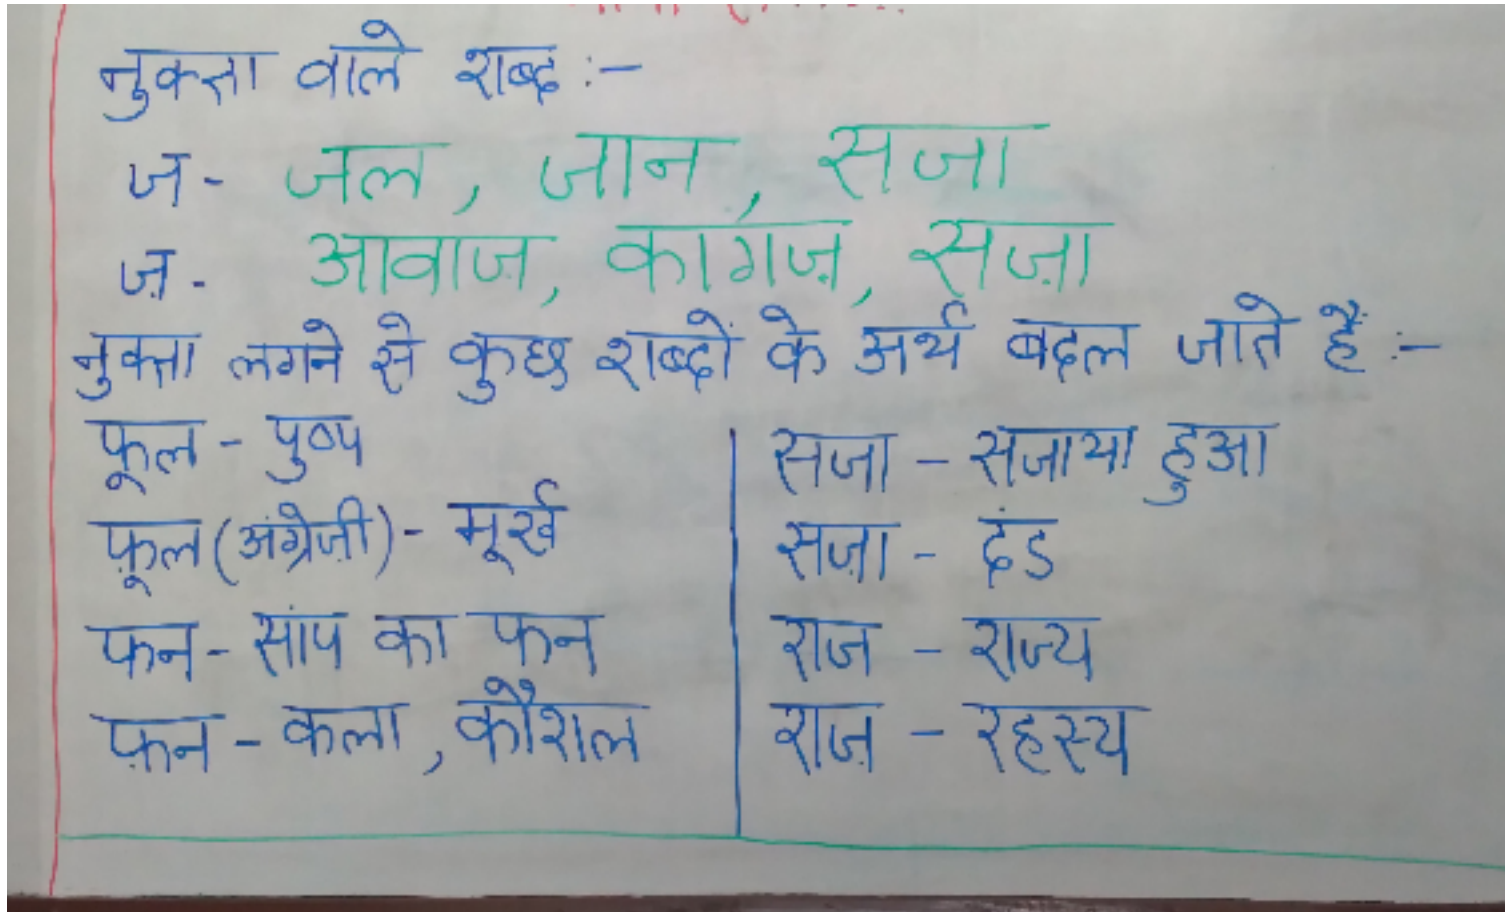 नुक्ता वाले शब्द :-
ज - जल, जान, सजा
ज़ - आवाज़, कागज़, सज़ा
नुक्ता लगने से कुछ शब्दों के अर्थ बदल जाते हैं :-
फूल - पुष्प
फ़ूल (अंग्रेज़ी) - मूर्ख
फन - सांप का फन
फ़न - कला, कौशल
सजा - सजाया हुआ
सज़ा - दंड
राज - राज्य
राज़ - रहस्य